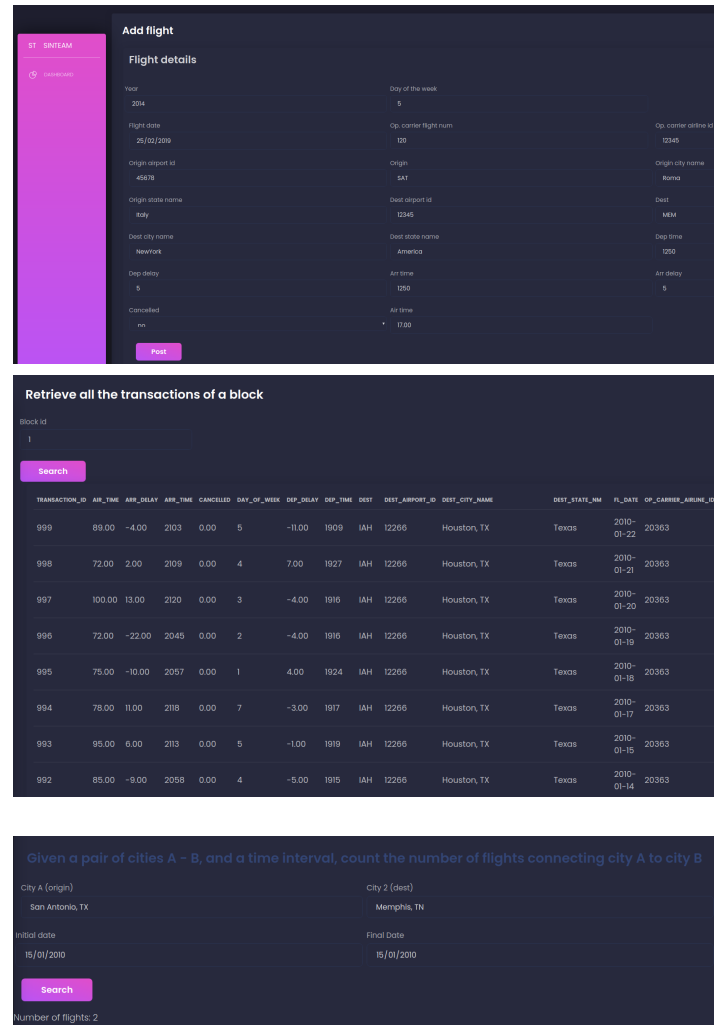 Add flight
ST SINTEAM
DASHBOARD
Flight details
Year Day of the week
2014 5
Flight date Op. carrier flight num Op. carrier airline id
25/02/2019 120 12345
Origin airport id Origin Origin city name
45678 SAT Roma
Origin state name Dest airport id Dest
Italy 12345 MEM
Dest city name Dest state name Dep time
NewYork America 1250
Dep delay Arr time Arr delay
5 1250 5
Cancelled Air time
no 17.00
Post
Retrieve all the transactions of a block
Block id
1
Search
TRANSACTION_ID AIR_TIME ARR_DELAY ARR_TIME CANCELLED DAY_OF_WEEK DEP_DELAY DEP_TIME DEST DEST_AIRPORT_ID DEST_CITY_NAME DEST_STATE_NM FL_DATE OP_CARRIER_AIRLINE_ID
999 89.00 -4.00 2103 0.00 5 -11.00 1909 IAH 12266 Houston, TX Texas 2010-01-22 20363
998 72.00 2.00 2109 0.00 4 7.00 1927 IAH 12266 Houston, TX Texas 2010-01-21 20363
997 100.00 13.00 2120 0.00 3 -4.00 1916 IAH 12266 Houston, TX Texas 2010-01-20 20363
996 72.00 -22.00 2045 0.00 2 -4.00 1916 IAH 12266 Houston, TX Texas 2010-01-19 20363
995 75.00 -10.00 2057 0.00 1 4.00 1924 IAH 12266 Houston, TX Texas 2010-01-18 20363
994 78.00 11.00 2118 0.00 7 -3.00 1917 IAH 12266 Houston, TX Texas 2010-01-17 20363
993 95.00 6.00 2113 0.00 5 -1.00 1919 IAH 12266 Houston, TX Texas 2010-01-15 20363
992 85.00 -9.00 2058 0.00 4 -5.00 1915 IAH 12266 Houston, TX Texas 2010-01-14 20363
Given a pair of cities A - B, and a time interval, count the number of flights connecting city A to city B
City A (origin) City 2 (dest)
San Antonio, TX Memphis, TN
Initial date Final Date
15/01/2010 15/01/2010
Search
Number of flights: 2